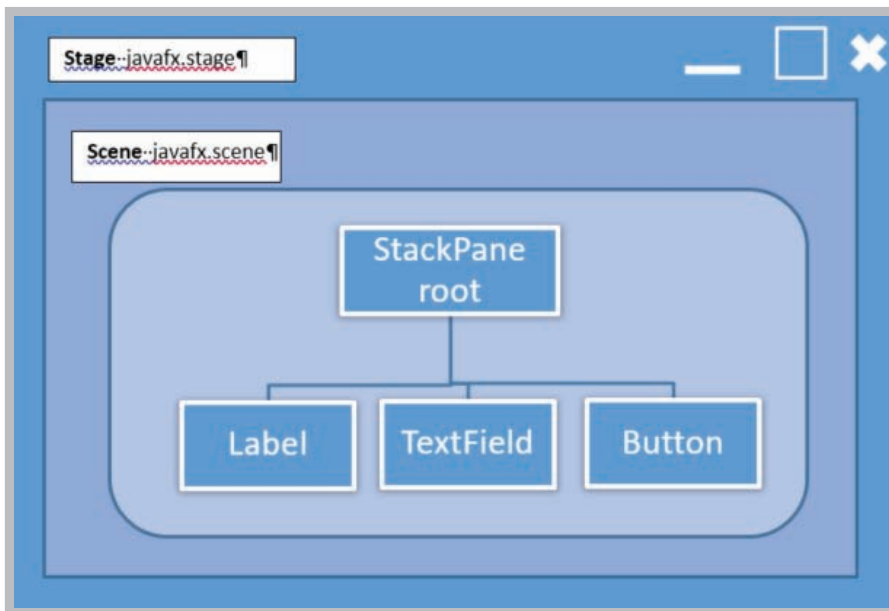 Stage··javafx.stage¶
Scene··javafx.scene¶
StackPane
root
Label
TextField
Button